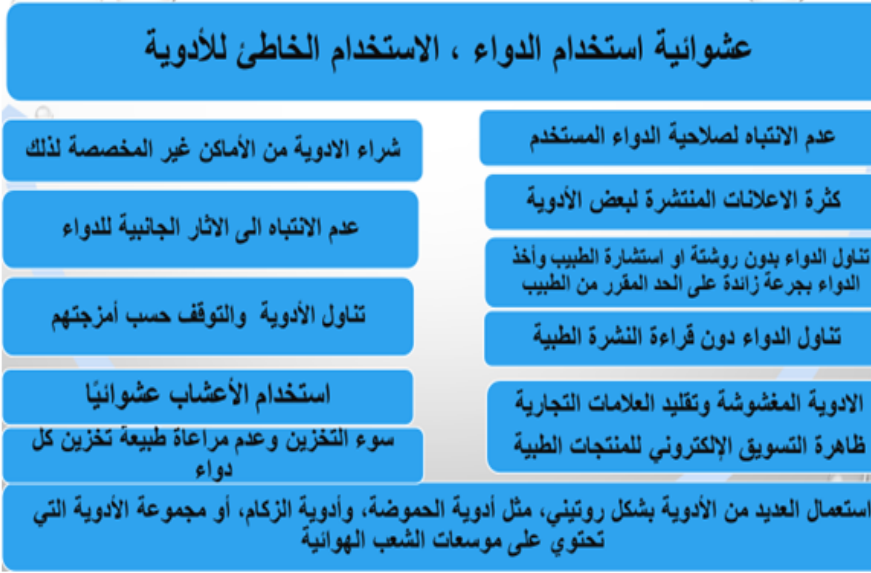 عشوائية استخدام الدواء ، الاستخدام الخاطئ للأدوية
عدم الانتباه لصلاحية الدواء المستخدم
كثرة الاعلانات المنتشرة لبعض الأدوية
تناول الدواء بدون روشتة او استشارة الطبيب وأخذ
الدواء بجرعة زائدة على الحد المقرر من الطبيب
تناول الدواء دون قراءة النشرة الطبية
الادوية المغشوشة وتقليد العلامات التجارية
ظاهرة التسويق الإلكتروني للمنتجات الطبية
شراء الادوية من الأماكن غير المخصصة لذلك
عدم الانتباه الى الاثار الجانبية للدواء
تناول الأدوية والتوقف حسب أمزجتهم
استخدام الأعشاب عشوائيًا
سوء التخزين وعدم مراعاة طبيعة تخزين كل
دواء
استعمال العديد من الأدوية بشكل روتيني، مثل أدوية الحموضة، وأدوية الزكام، أو مجموعة الأدوية التي
تحتوي على موسعات الشعب الهوائية